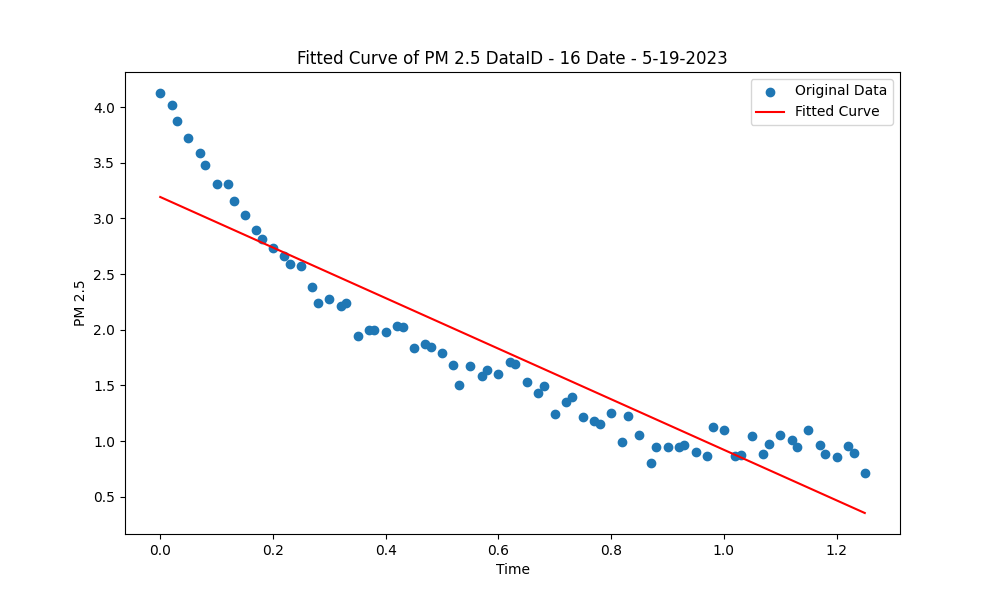 Fitted Curve of PM 2.5 DataID - 16 Date - 5-19-2023
Original Data
Fitted Curve
4.0
3.5
3.0
2.5
2.0
1.5
1.0
0.5
PM 2.5
0.0 0.2 0.4 0.6 0.8 1.0 1.2
Time